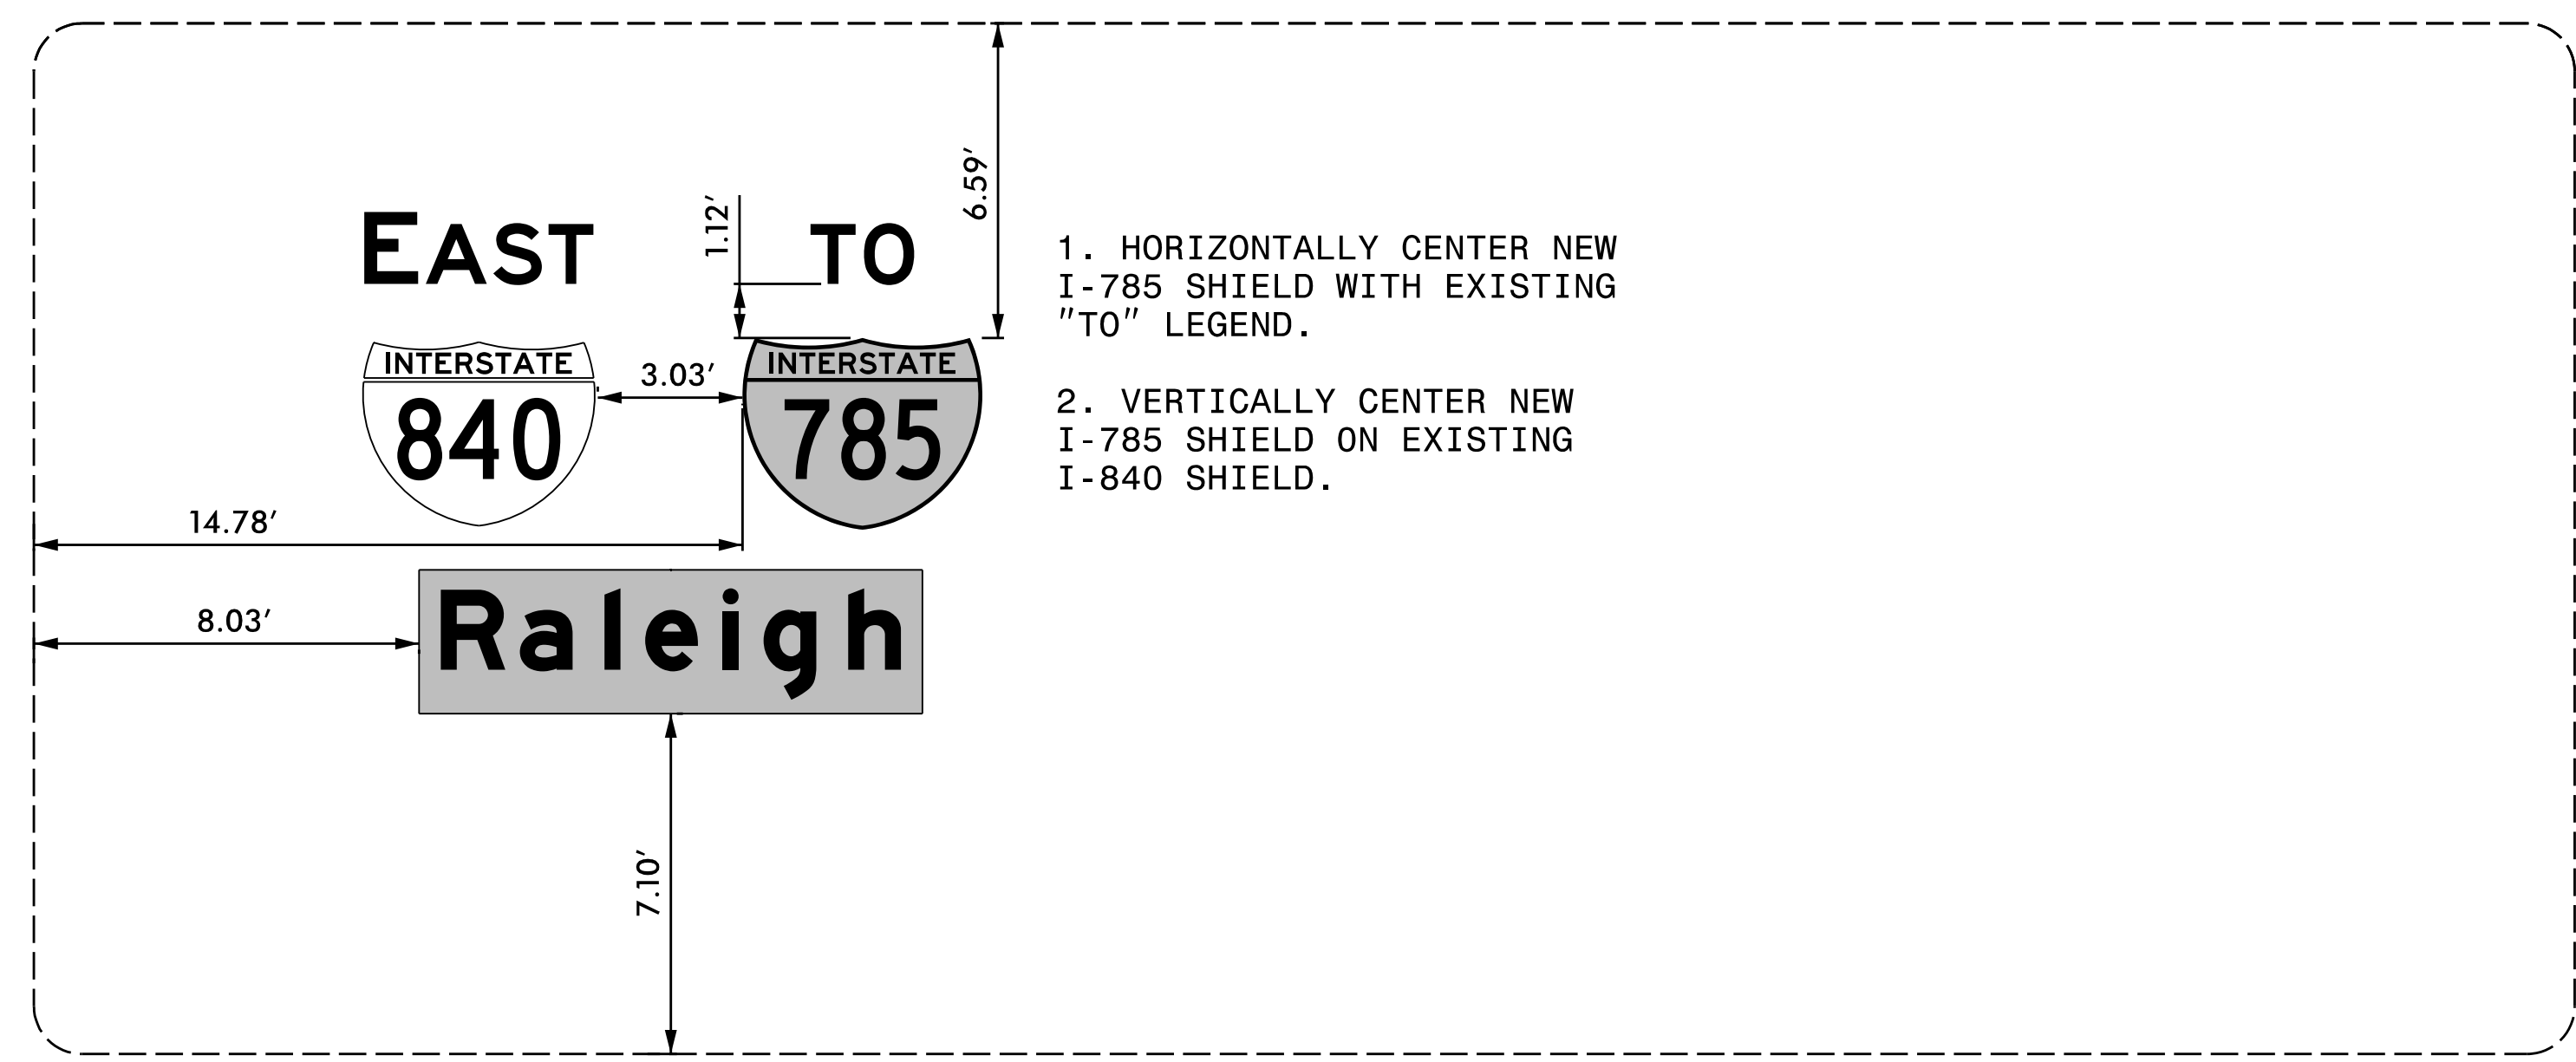 6.59'
1.12'
EAST TO
1. HORIZONTALLY CENTER NEW
I-785 SHIELD WITH EXISTING
"TO" LEGEND.
INTERSTATE
840
3.03'
INTERSTATE
785
2. VERTICALLY CENTER NEW
I-785 SHIELD ON EXISTING
I-840 SHIELD.
14.78'
8.03'
Raleigh
7.10'